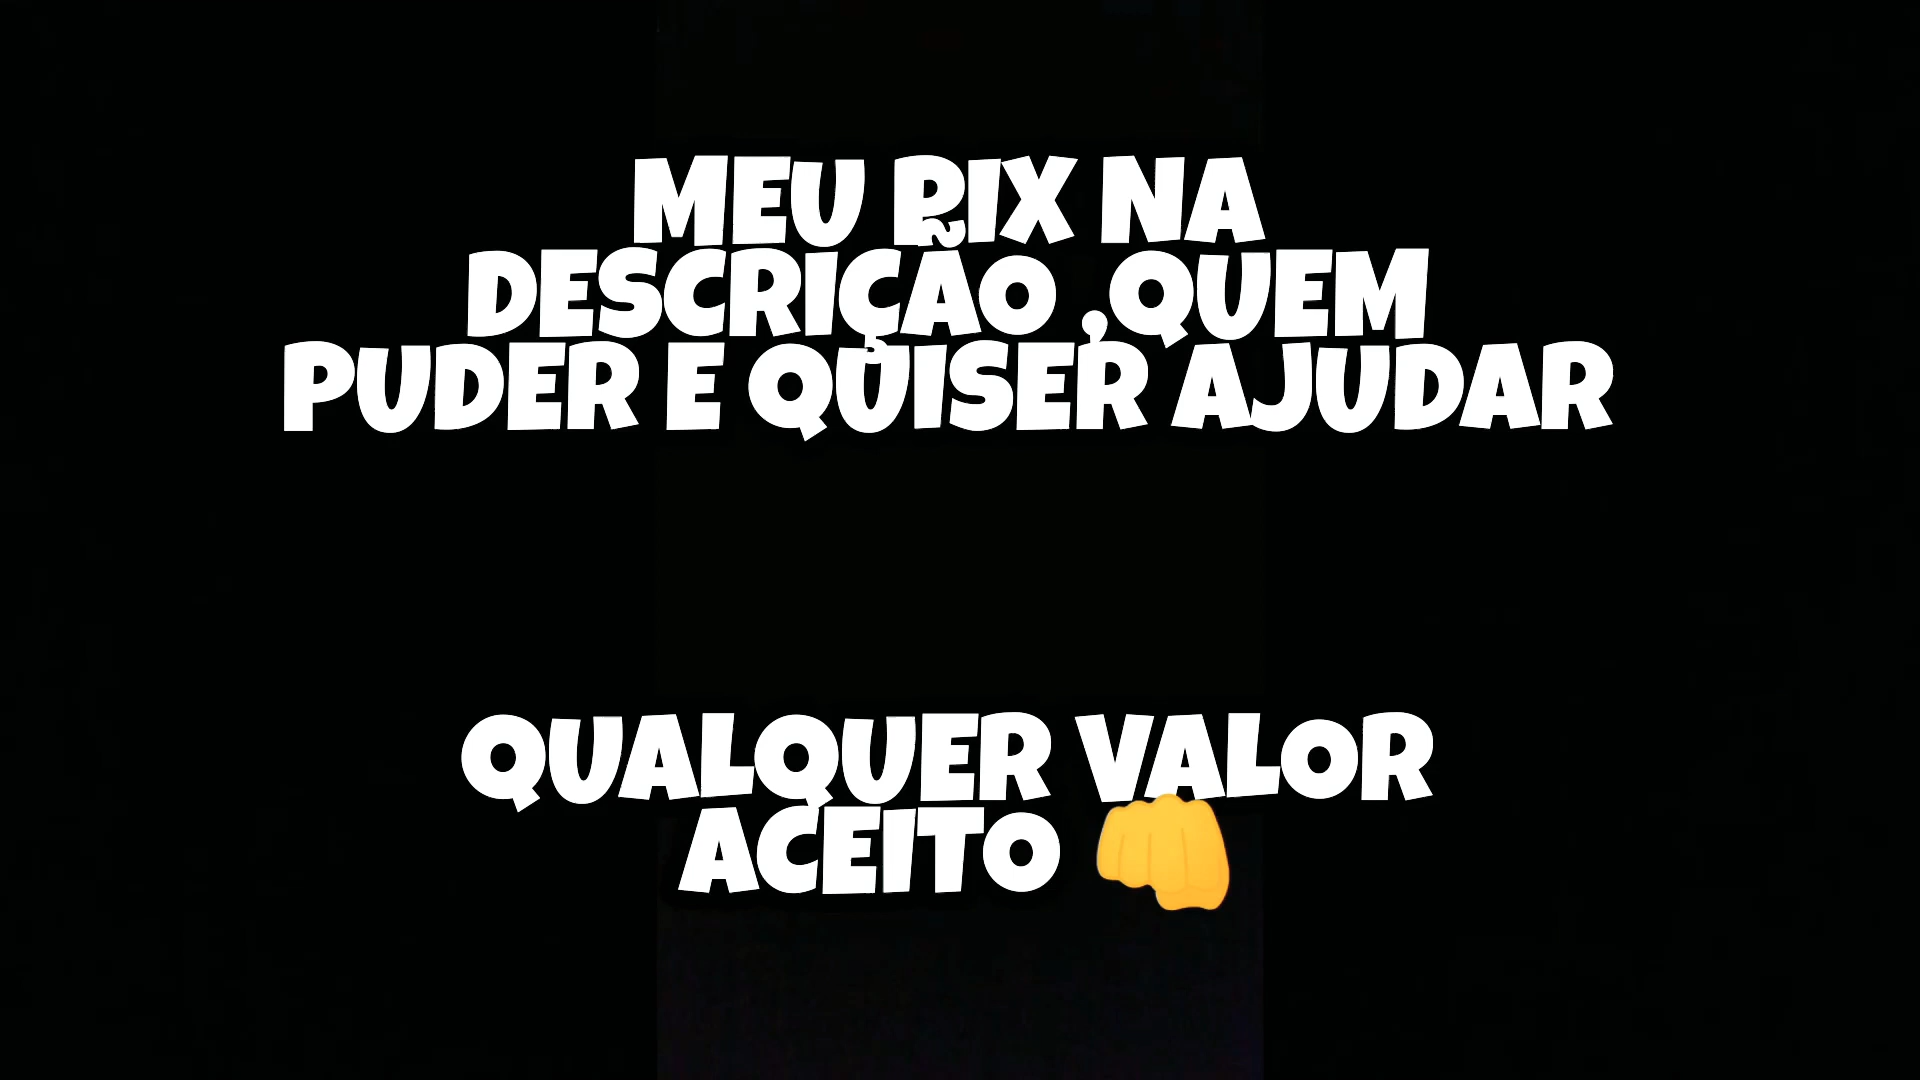 MEU PIX NA
DESCRIÇÃO ,QUEM
PUDER E QUISER AJUDAR
QUALQUER VALOR
ACEITO 👊